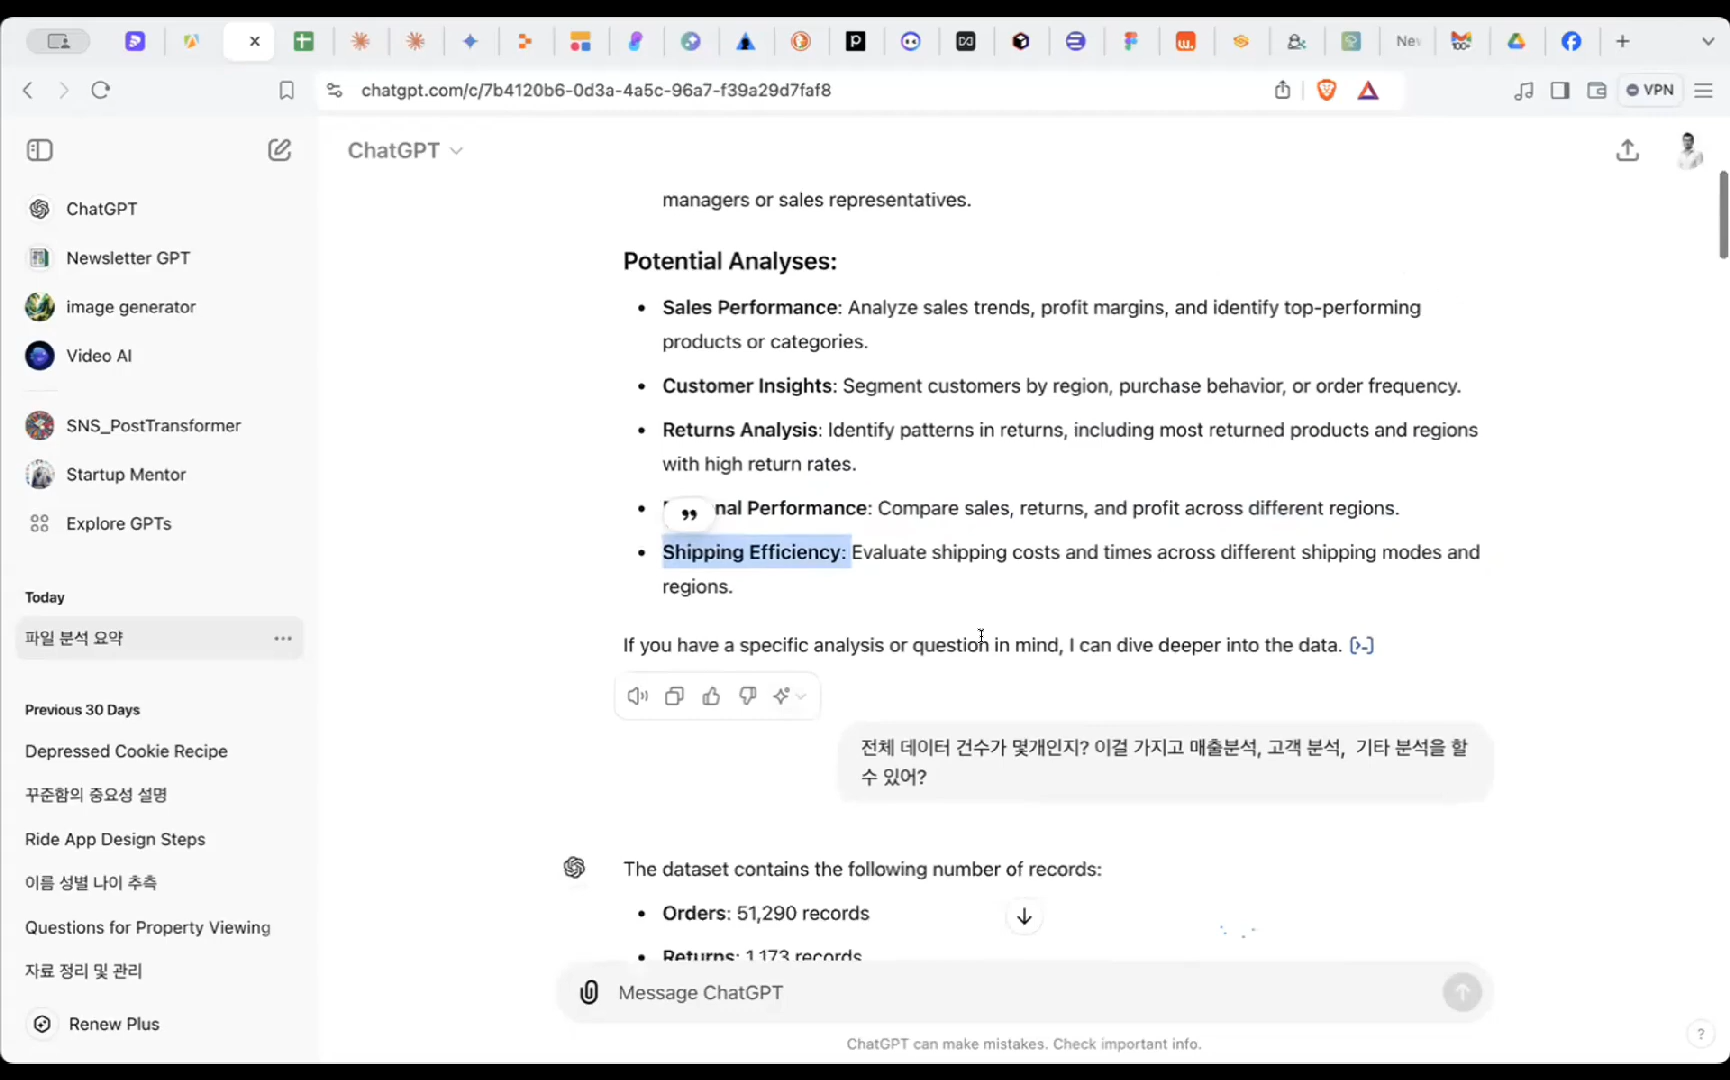 New
chatgpt.com/c/7b4120b6-0d3a-4a5c-96a7-f39a29d7faf8
VPN
ChatGPT
ChatGPT
Newsletter GPT
image generator
Video AI
SNS_PostTransformer
Startup Mentor
Explore GPTs
Today
파일 분석 요약
Previous 30 Days
Depressed Cookie Recipe
꾸준함의 중요성 설명
Ride App Design Steps
이름 성별 나이 추측
Questions for Property Viewing
자료 정리 및 관리
Renew Plus
managers or sales representatives.
Potential Analyses:
• Sales Performance: Analyze sales trends, profit margins, and identify top-performing
products or categories.
• Customer Insights: Segment customers by region, purchase behavior, or order frequency.
• Returns Analysis: Identify patterns in returns, including most returned products and regions
with high return rates.
• nal Performance: Compare sales, returns, and profit across different regions.
• Shipping Efficiency: Evaluate shipping costs and times across different shipping modes and
regions.
If you have a specific analysis or question in mind, I can dive deeper into the data. [>-]
전체 데이터 건수가 몇개인지? 이걸 가지고 매출분석, 고객 분석, 기타 분석을 할
수 있어?
The dataset contains the following number of records:
• Orders: 51,290 records
• Returns: 1,173 records
Message ChatGPT
ChatGPT can make mistakes. Check important info.
?